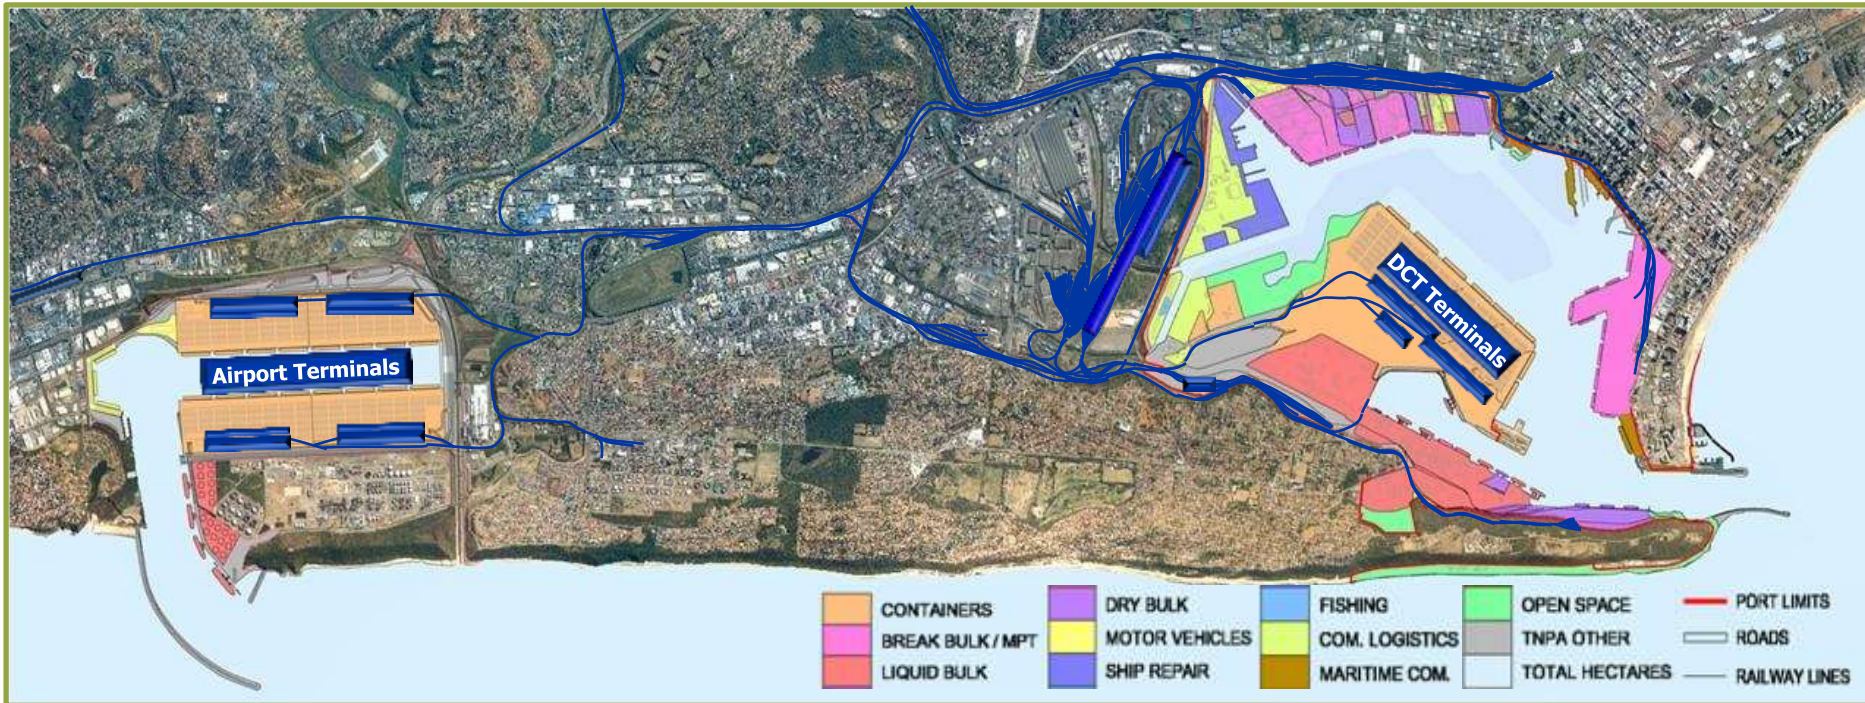 DCT Terminals
Airport Terminals
CONTAINERS
BREAK BULK / MPT
LIQUID BULK
DRY BULK
MOTOR VEHICLES
SHIP REPAIR
FISHING
COM. LOGISTICS
MARITIME COM.
OPEN SPACE
TNPA OTHER
TOTAL HECTARES
PORT LIMITS
ROADS
RAILWAY LINES